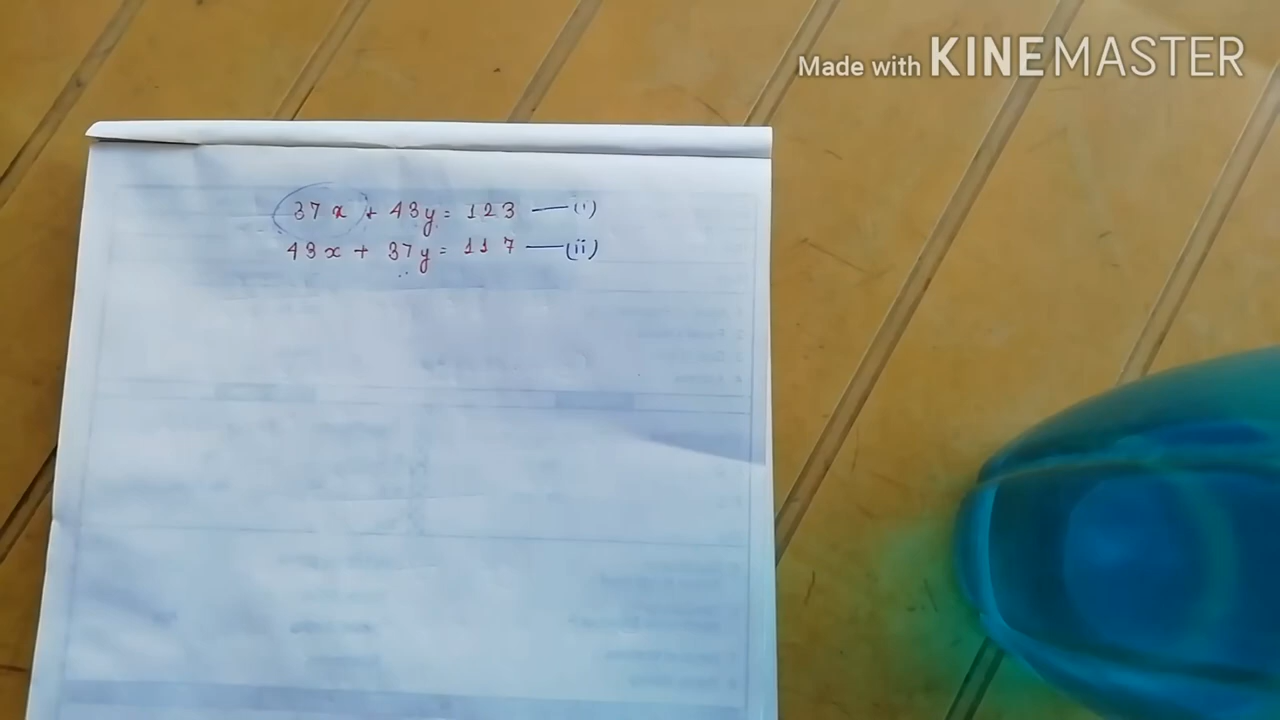 Made with KINEMASTER
37x + 43y = 123 —(i)
43x + 37y = 117 —(ii)